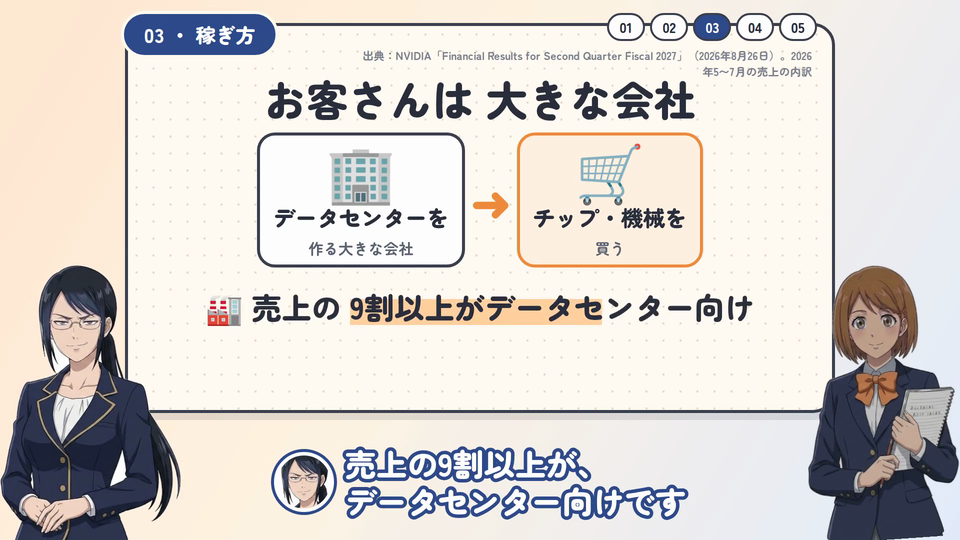 03 ・ 稼ぎ方
01 02 03 04 05
出典：NVIDIA「Financial Results for Second Quarter Fiscal 2027」（2026年8月26日）。2026
年5〜7月の売上の内訳
お客さんは 大きな会社
データセンターを
作る大きな会社
チップ・機械を
買う
売上の 9割以上がデータセンター向け
売上の9割以上が、
データセンター向けです